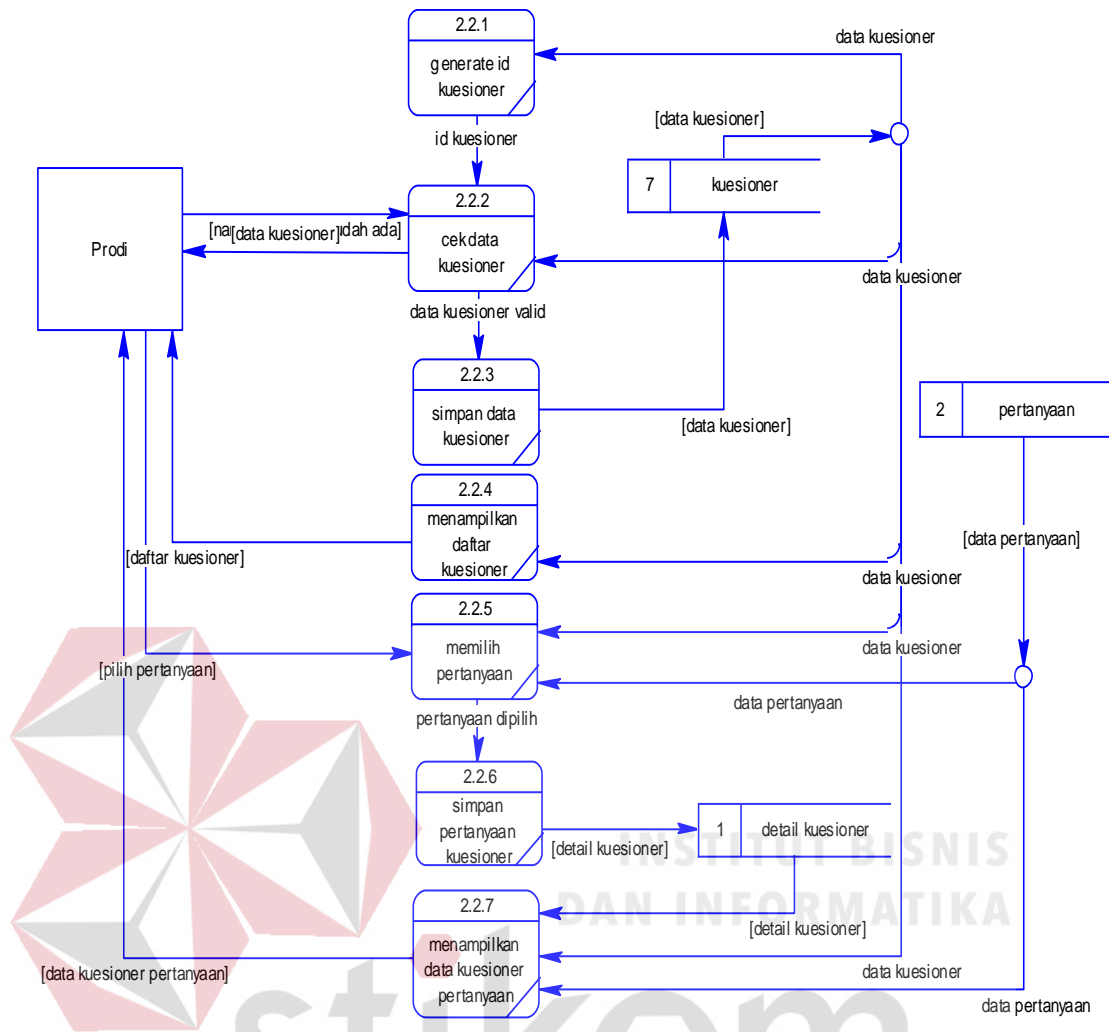 2.2.1
generate id
kuesioner
data kuesioner
id kuesioner
[data kuesioner]
7 kuesioner
Prodi
2.2.2
cek data
kuesioner
[data kuesioner]
data kuesioner
data kuesioner valid
2.2.3
simpan data
kuesioner
[data kuesioner]
2 pertanyaan
2.2.4
menampilkan
daftar
kuesioner
[daftar kuesioner]
[data pertanyaan]
data kuesioner
2.2.5
memilih
pertanyaan
data kuesioner
[pilih pertanyaan]
data pertanyaan
pertanyaan dipilih
2.2.6
simpan
pertanyaan
kuesioner
[detail kuesioner]
1 detail kuesioner
INSTITUT BISNIS
DAN INFORMATIKA
2.2.7
menampilkan
data kuesioner
pertanyaan
[detail kuesioner]
[data kuesioner pertanyaan]
data kuesioner
data pertanyaan
stikom